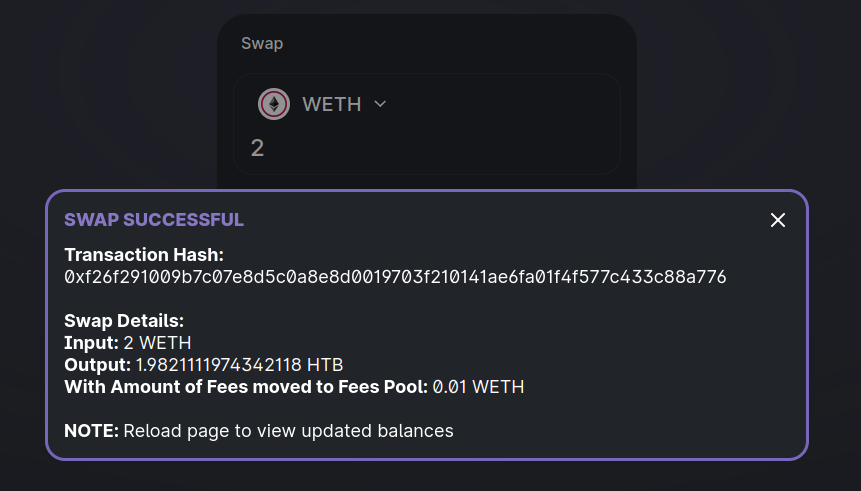 Swap
WETH
2
SWAP SUCCESSFUL
Transaction Hash:
0xf26f291009b7c07e8d5c0a8e8d0019703f210141ae6fa01f4f577c433c88a776
Swap Details:
Input: 2 WETH
Output: 1.9821111974342118 HTB
With Amount of Fees moved to Fees Pool: 0.01 WETH
NOTE: Reload page to view updated balances